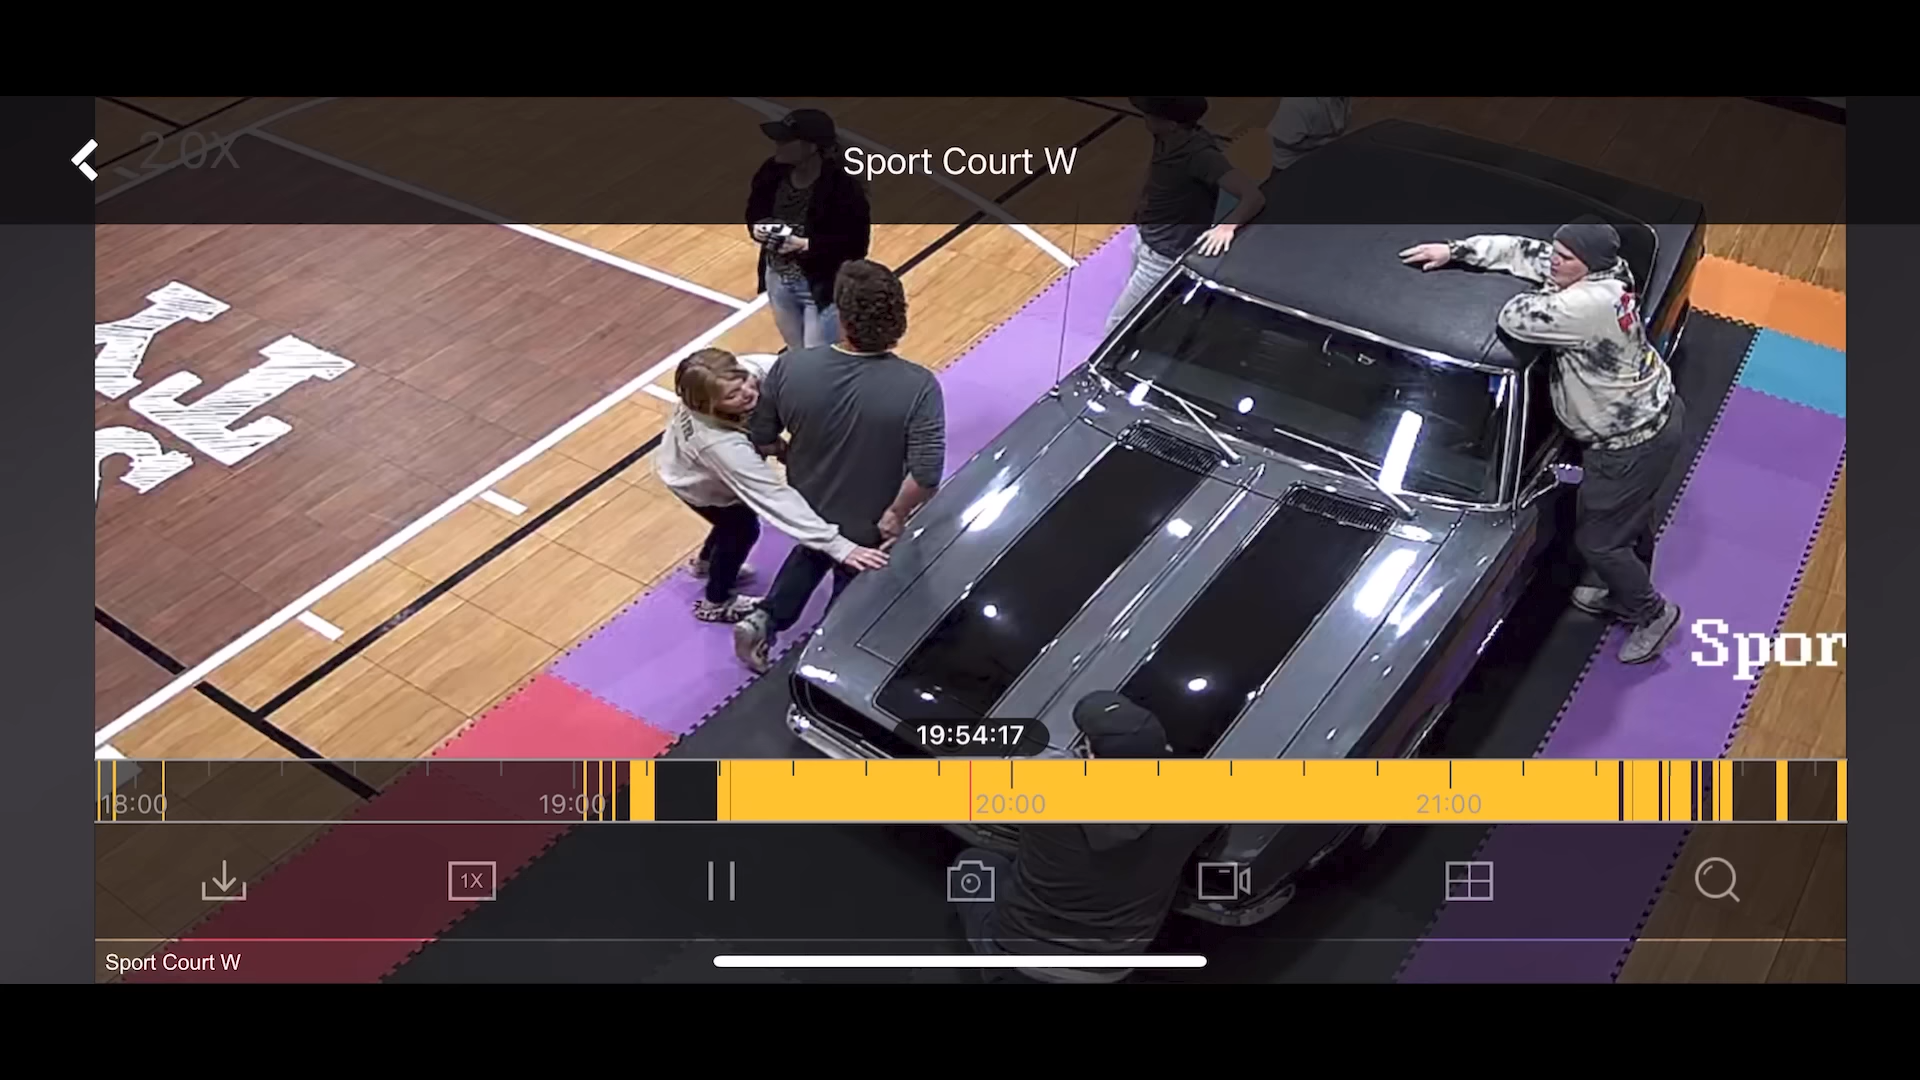 2.0X
Sport Court W
Spor
19:54:17
18:00
19:00
20:00
21:00
1X
Sport Court W